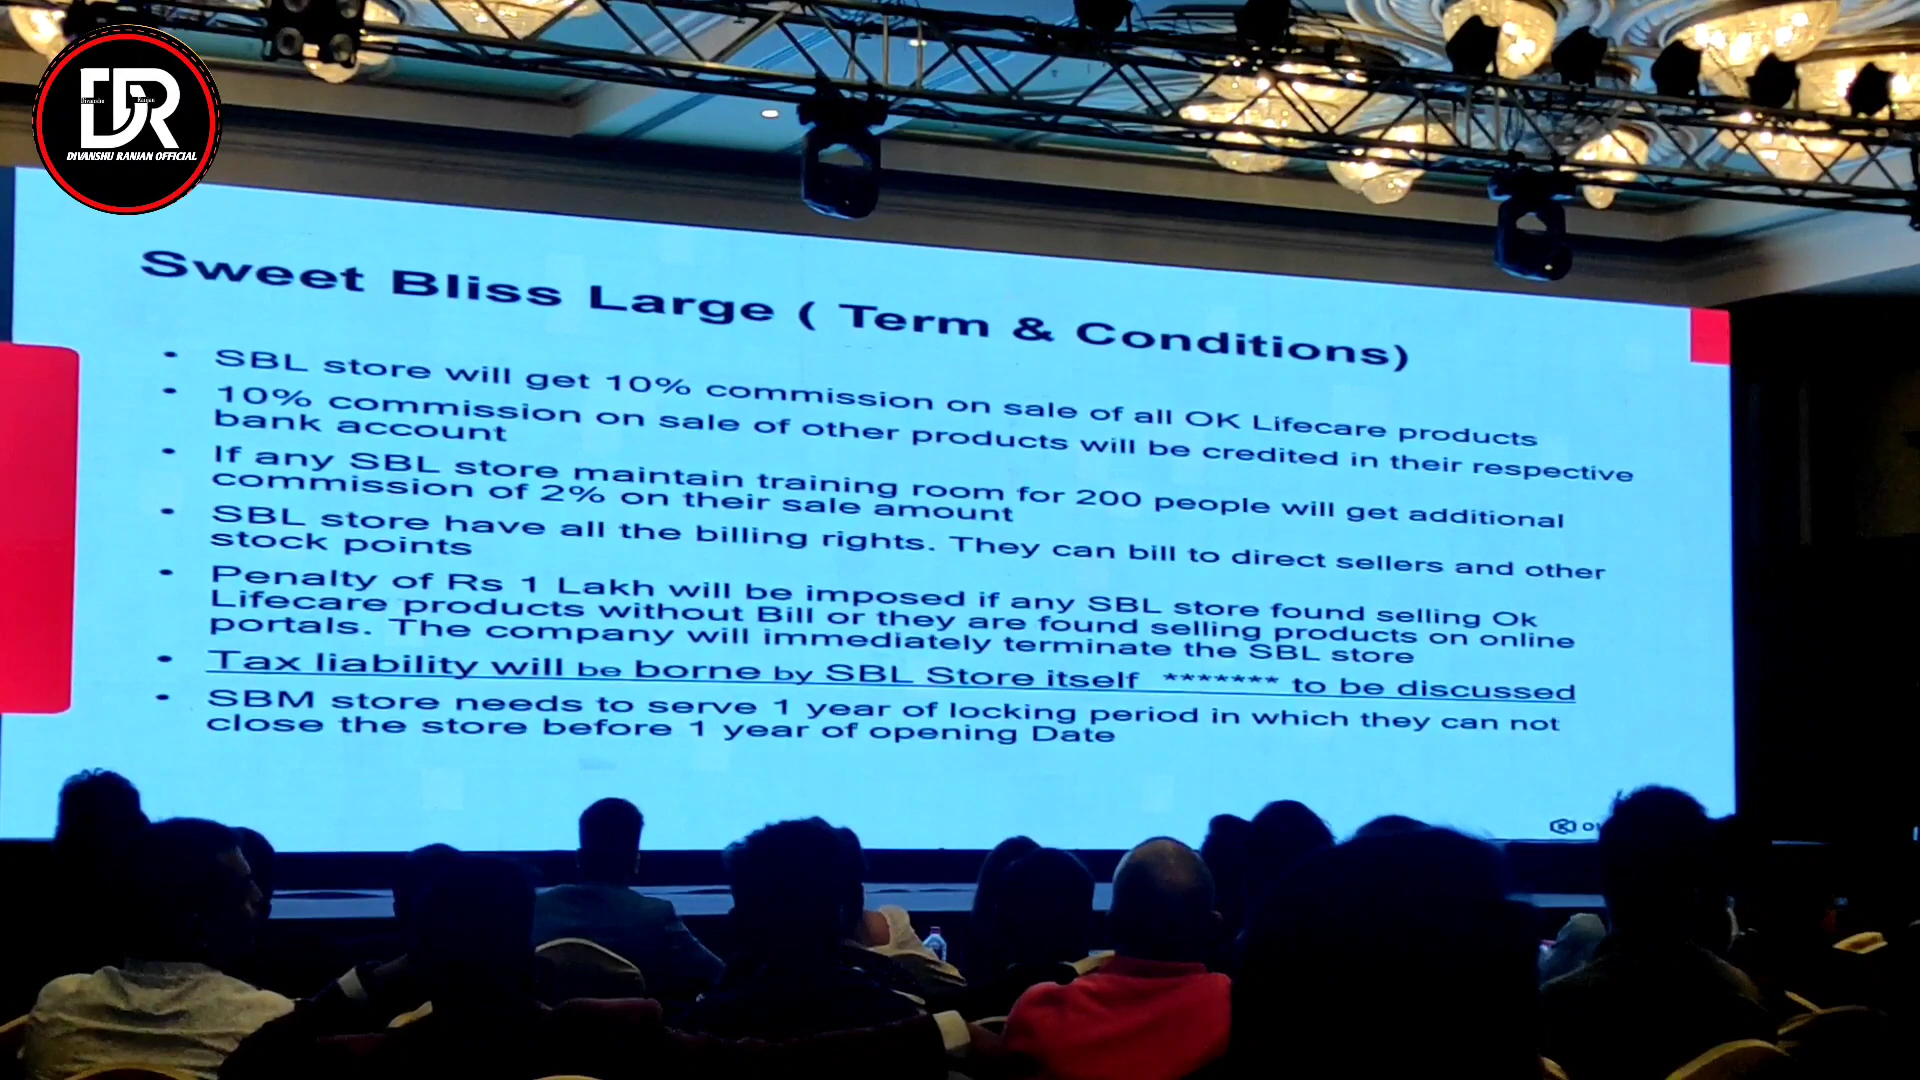 DR
Divanshu Ranjan
DIVANSHU RANJAN OFFICIAL
Sweet Bliss Large ( Term & Conditions)
• SBL store will get 10% commission on sale of all OK Lifecare products
• 10% commission on sale of other products will be credited in their respective
bank account
• If any SBL store maintain training room for 200 people will get additional
commission of 2% on their sale amount
• SBL store have all the billing rights. They can bill to direct sellers and other
stock points
• Penalty of Rs 1 Lakh will be imposed if any SBL store found selling Ok
Lifecare products without Bill or they are found selling products on online
portals. The company will immediately terminate the SBL store
• Tax liability will be borne by SBL Store itself ******* to be discussed
• SBM store needs to serve 1 year of locking period in which they can not
close the store before 1 year of opening Date